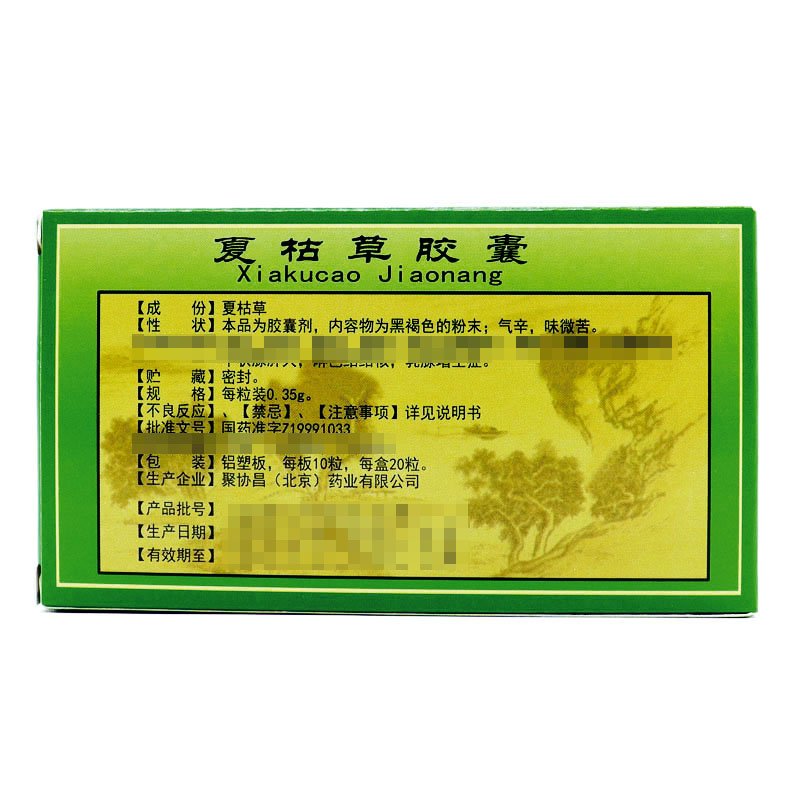 夏枯草胶囊
Xiakucao Jiaonang
【成 份】夏枯草
【性 状】本品为胶囊剂，内容物为黑褐色的粉末；气辛，味微苦。
【贮 藏】密封。
【规 格】每粒装0.35g。
【不良反应】、【禁忌】、【注意事项】详见说明书
【批准文号】国药准字Z19991033
【包 装】铝塑板，每板10粒，每盒20粒。
【生产企业】聚协昌（北京）药业有限公司
【产品批号】
【生产日期】
【有效期至】